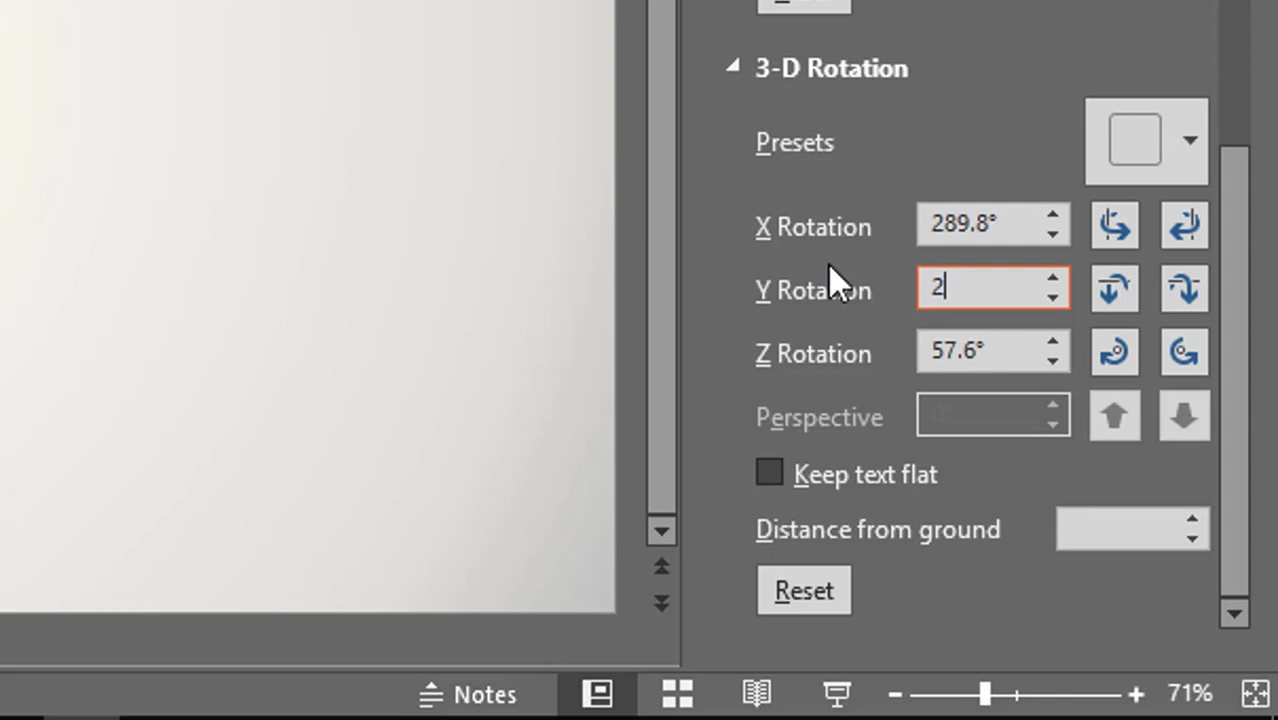 3-D Rotation
Presets
X Rotation 289.8°
Y Rotation 2
Z Rotation 57.6°
Perspective
Keep text flat
Distance from ground
Reset
Notes 71%